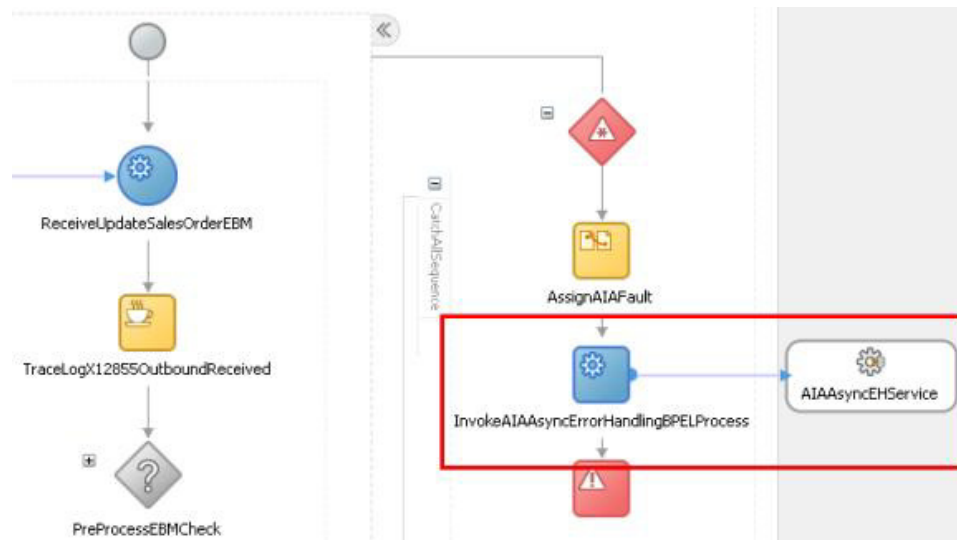 ReceiveUpdateSalesOrderEBM
TraceLogX12855OutboundReceived
PreProcessEBMCheck
CatchAllSequence
AssignAIAFault
InvokeAIAAsyncErrorHandlingBPELProcess
AIAAsyncEHService